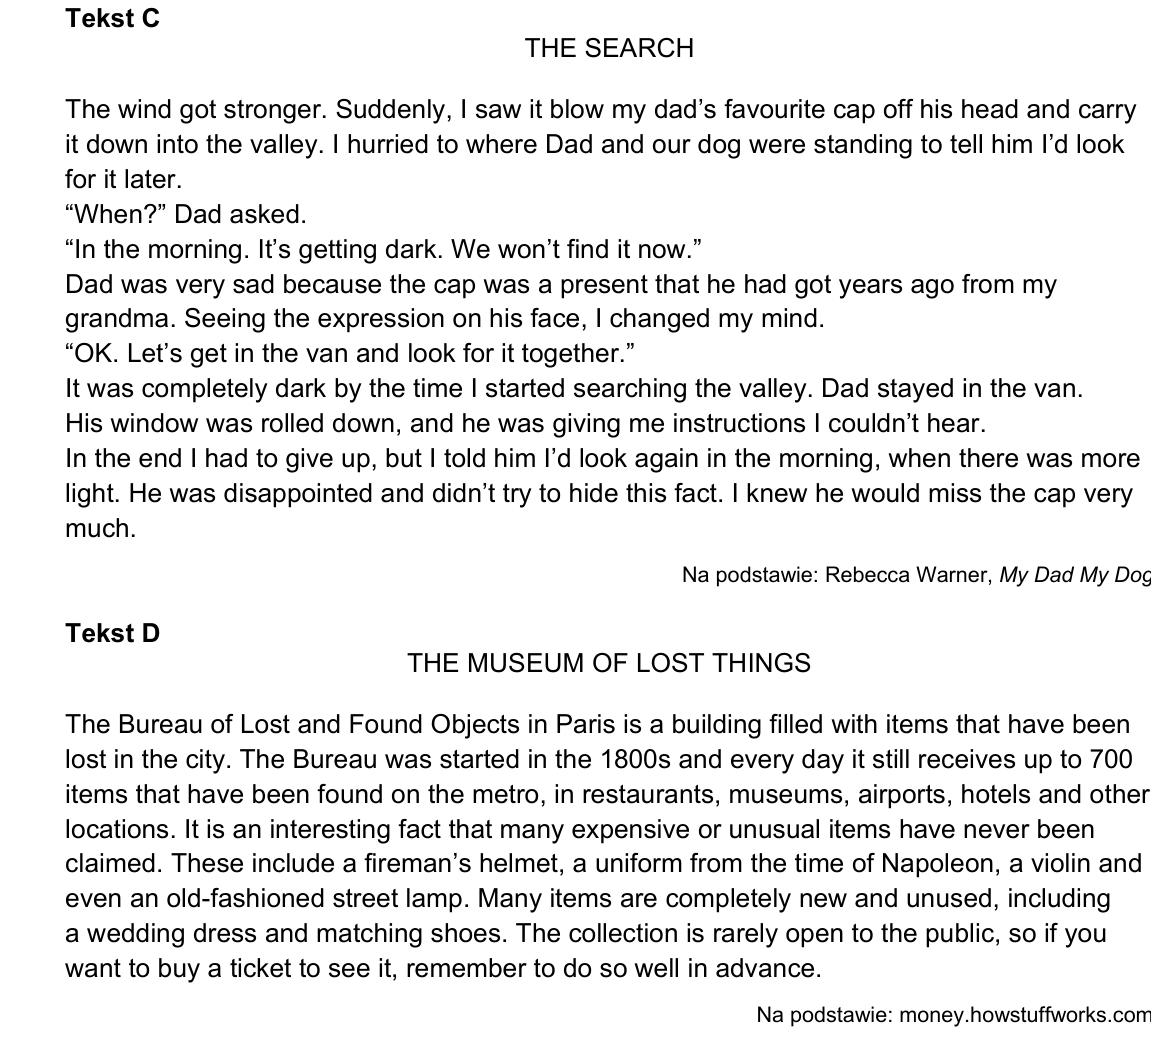 Tekst C
THE SEARCH
The wind got stronger. Suddenly, I saw it blow my dad’s favourite cap off his head and carry
it down into the valley. I hurried to where Dad and our dog were standing to tell him I’d look
for it later.
“When?” Dad asked.
“In the morning. It’s getting dark. We won’t find it now.”
Dad was very sad because the cap was a present that he had got years ago from my
grandma. Seeing the expression on his face, I changed my mind.
“OK. Let’s get in the van and look for it together.”
It was completely dark by the time I started searching the valley. Dad stayed in the van.
His window was rolled down, and he was giving me instructions I couldn’t hear.
In the end I had to give up, but I told him I’d look again in the morning, when there was more
light. He was disappointed and didn’t try to hide this fact. I knew he would miss the cap very
much.
Na podstawie: Rebecca Warner, My Dad My Dog
Tekst D
THE MUSEUM OF LOST THINGS
The Bureau of Lost and Found Objects in Paris is a building filled with items that have been
lost in the city. The Bureau was started in the 1800s and every day it still receives up to 700
items that have been found on the metro, in restaurants, museums, airports, hotels and other
locations. It is an interesting fact that many expensive or unusual items have never been
claimed. These include a fireman’s helmet, a uniform from the time of Napoleon, a violin and
even an old-fashioned street lamp. Many items are completely new and unused, including
a wedding dress and matching shoes. The collection is rarely open to the public, so if you
want to buy a ticket to see it, remember to do so well in advance.
Na podstawie: money.howstuffworks.com